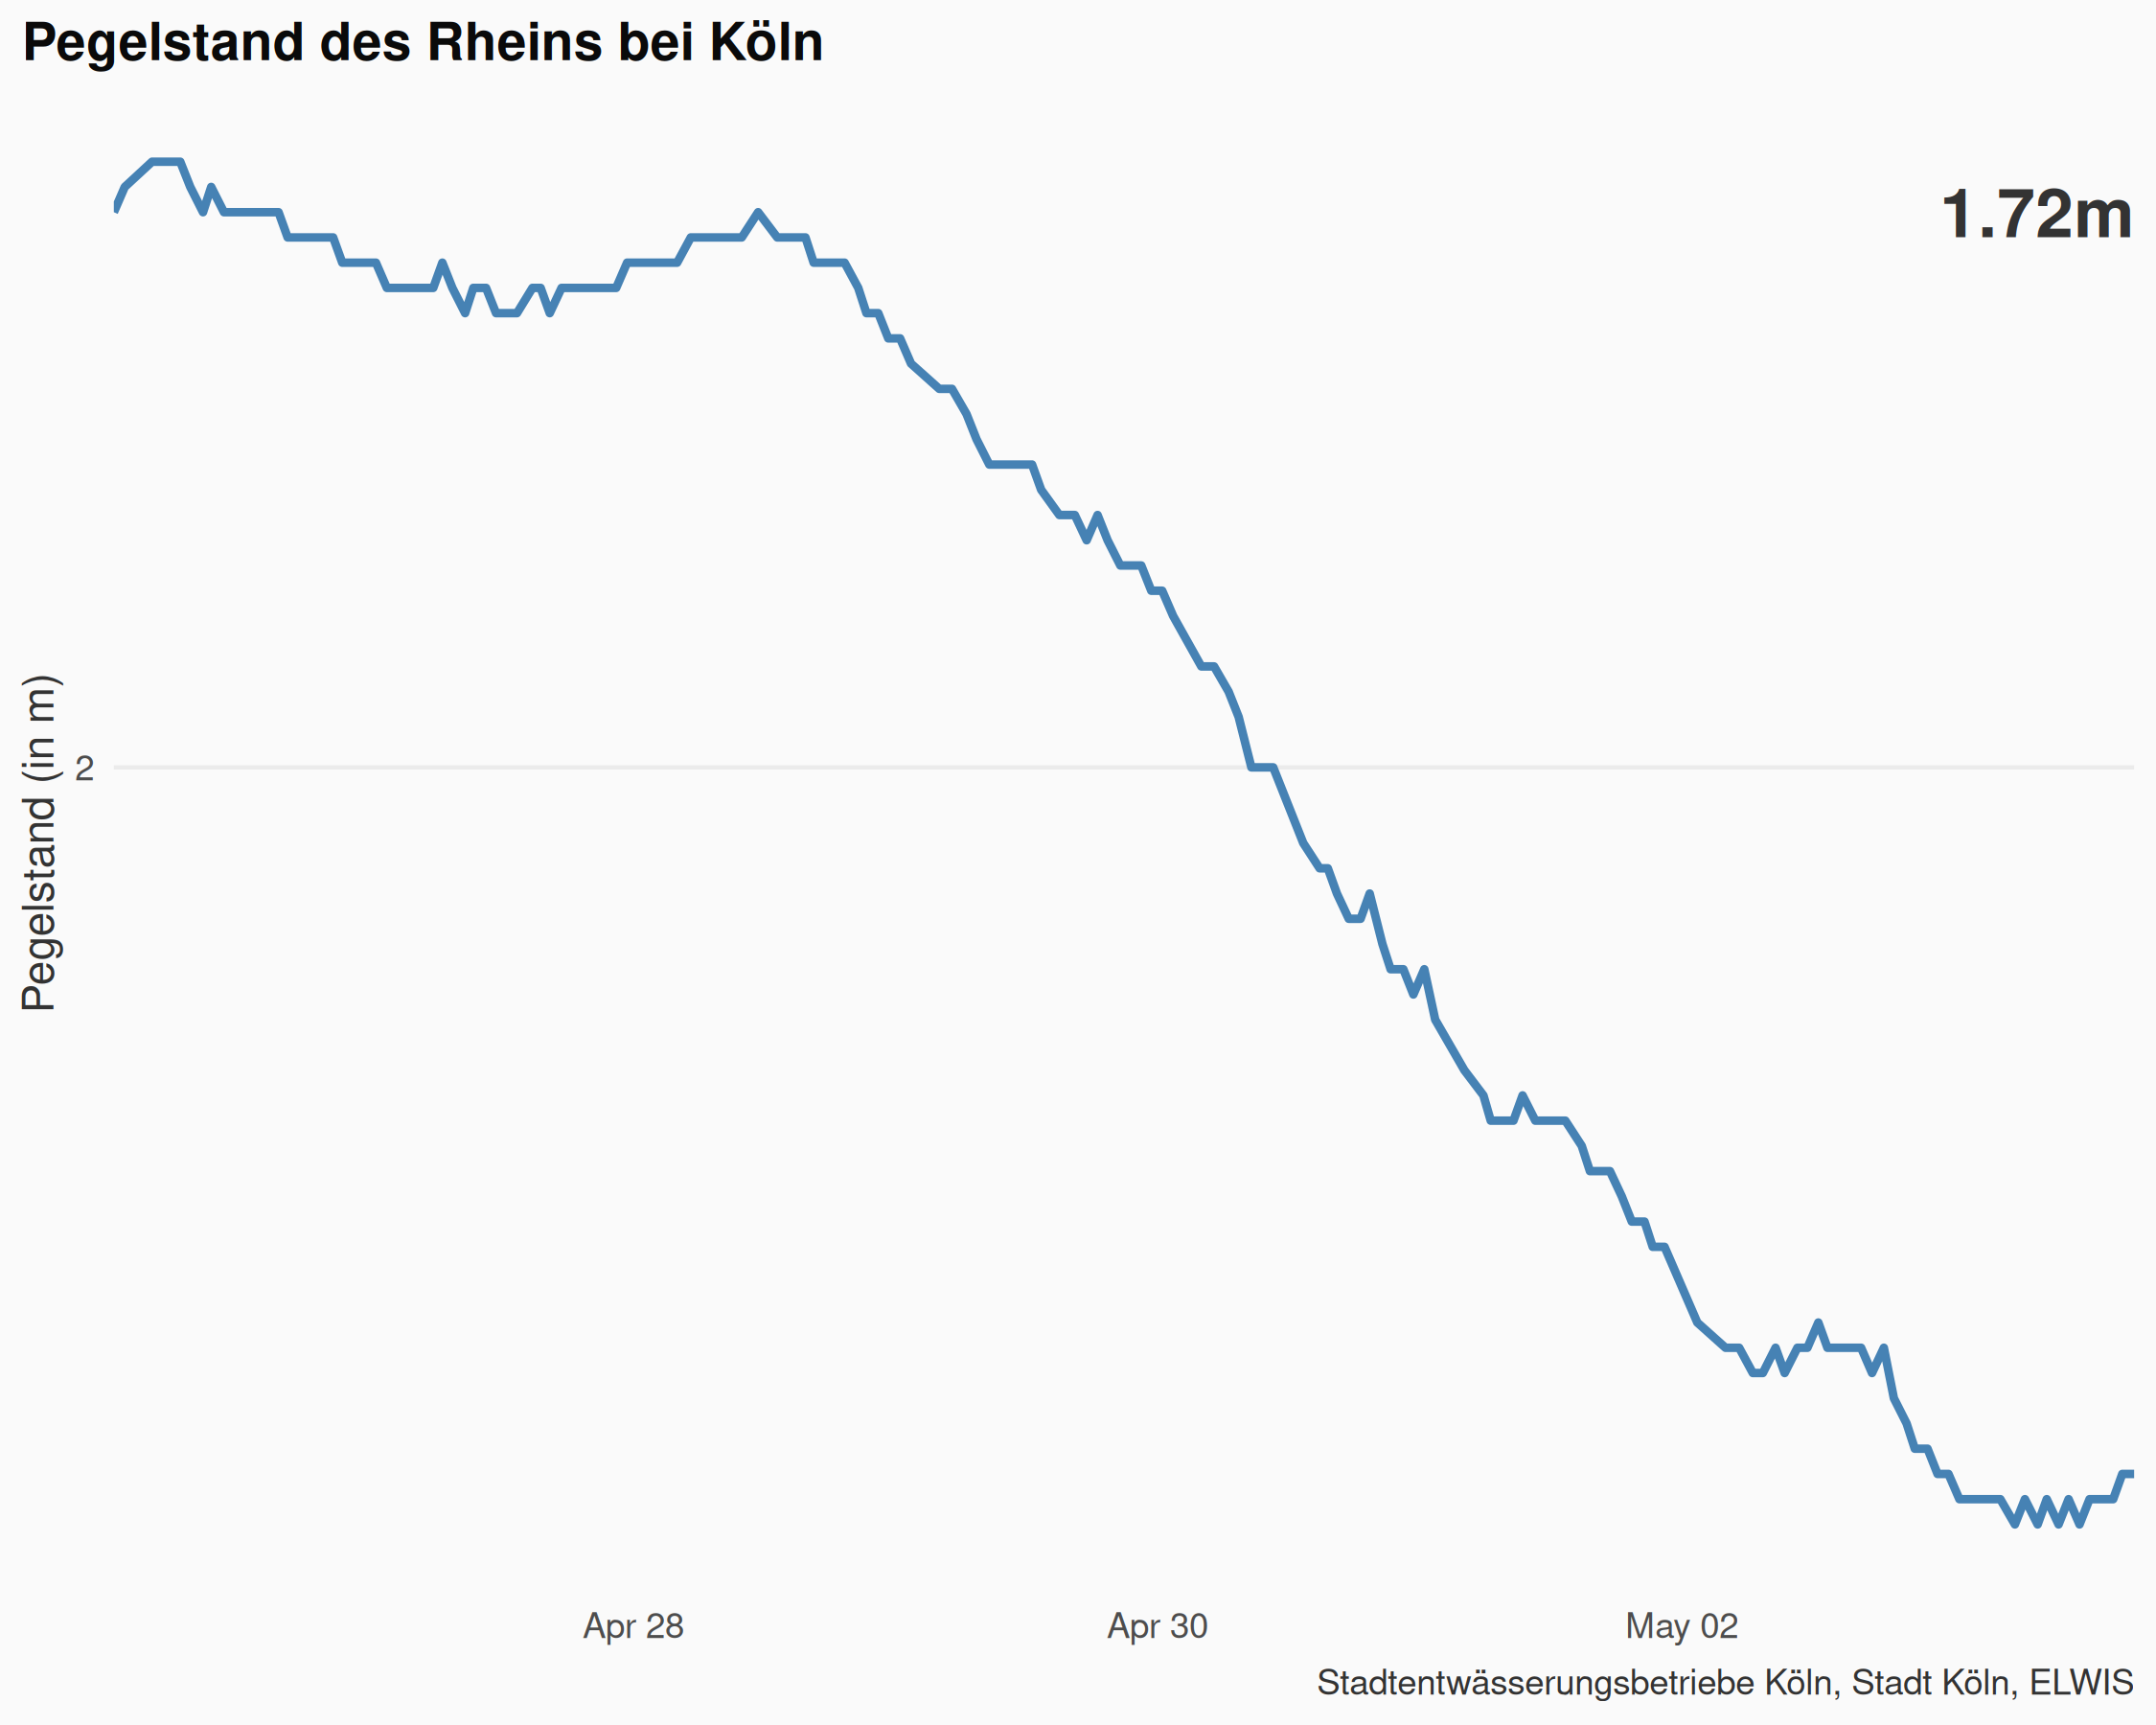 Pegelstand des Rheins bei Köln
1.72m
Pegelstand (in m)
2
Apr 28
Apr 30
May 02
Stadtentwässerungsbetriebe Köln, Stadt Köln, ELWIS